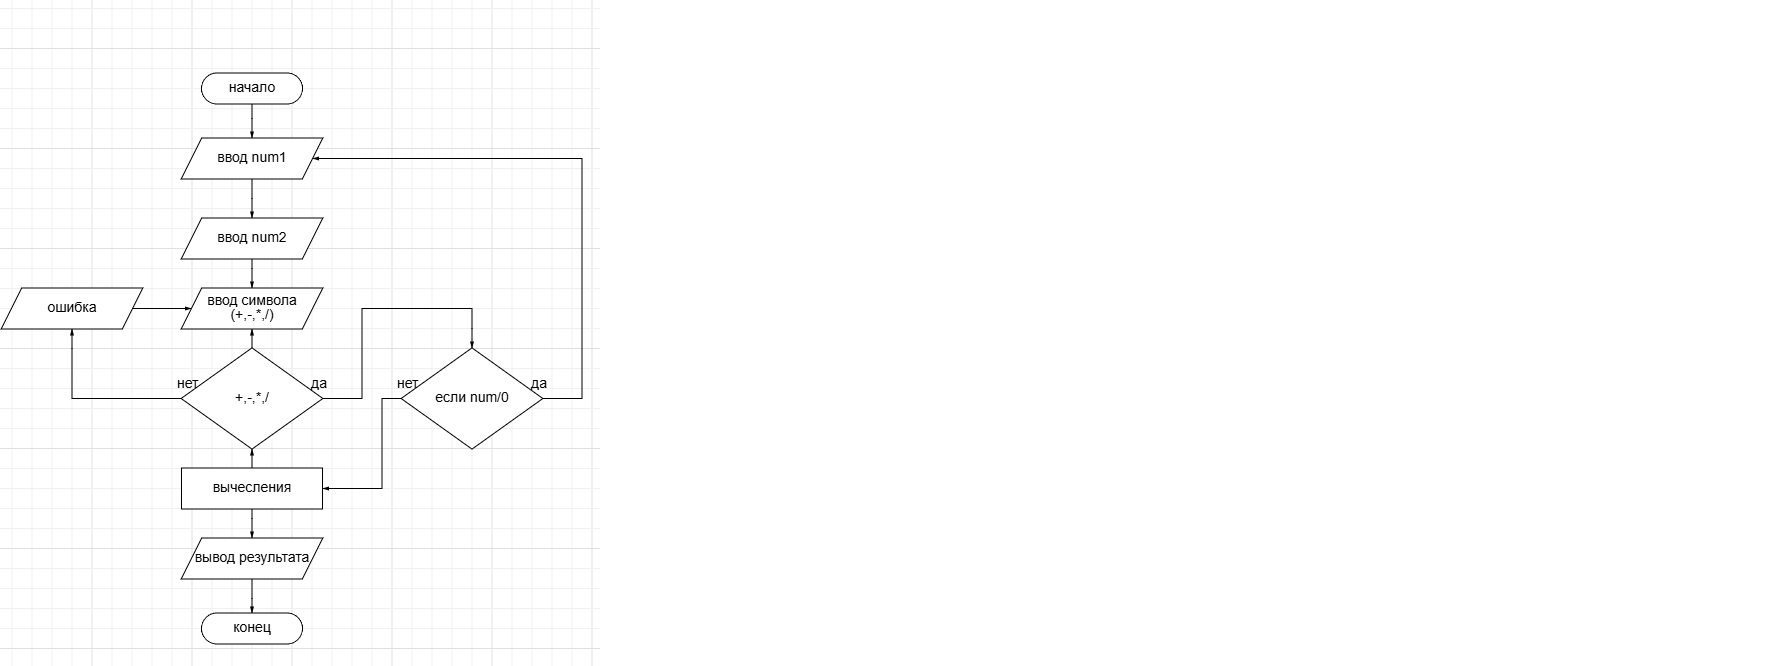 начало
ввод num1
ввод num2
ошибка
ввод символа
(+,-,*,/)
нет
да
нет
да
+,-,*,/
если num/0
вычесления
вывод результата
конец